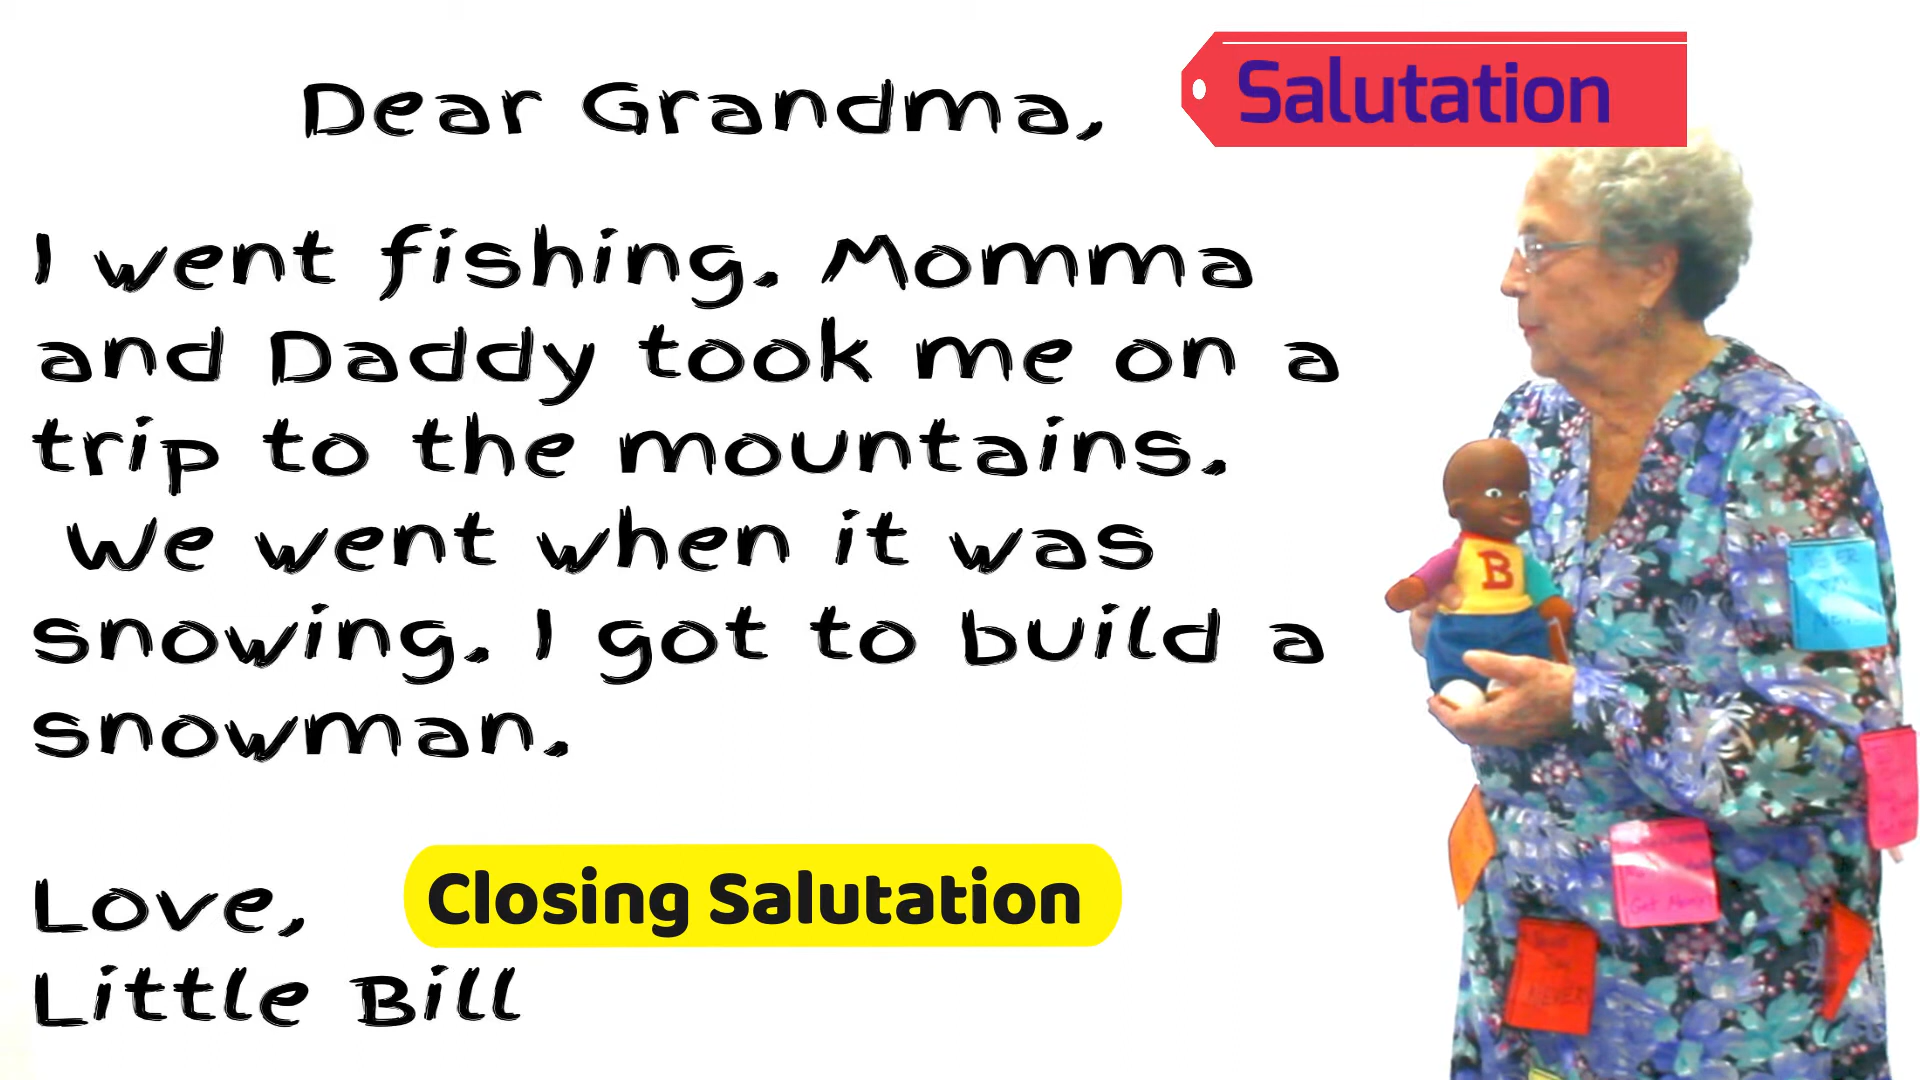 Dear Grandma,
Salutation
I went fishing. Momma
and Daddy took me on a
trip to the mountains.
We went when it was
snowing. I got to build a
snowman.
Love,
Closing Salutation
Little Bill
B